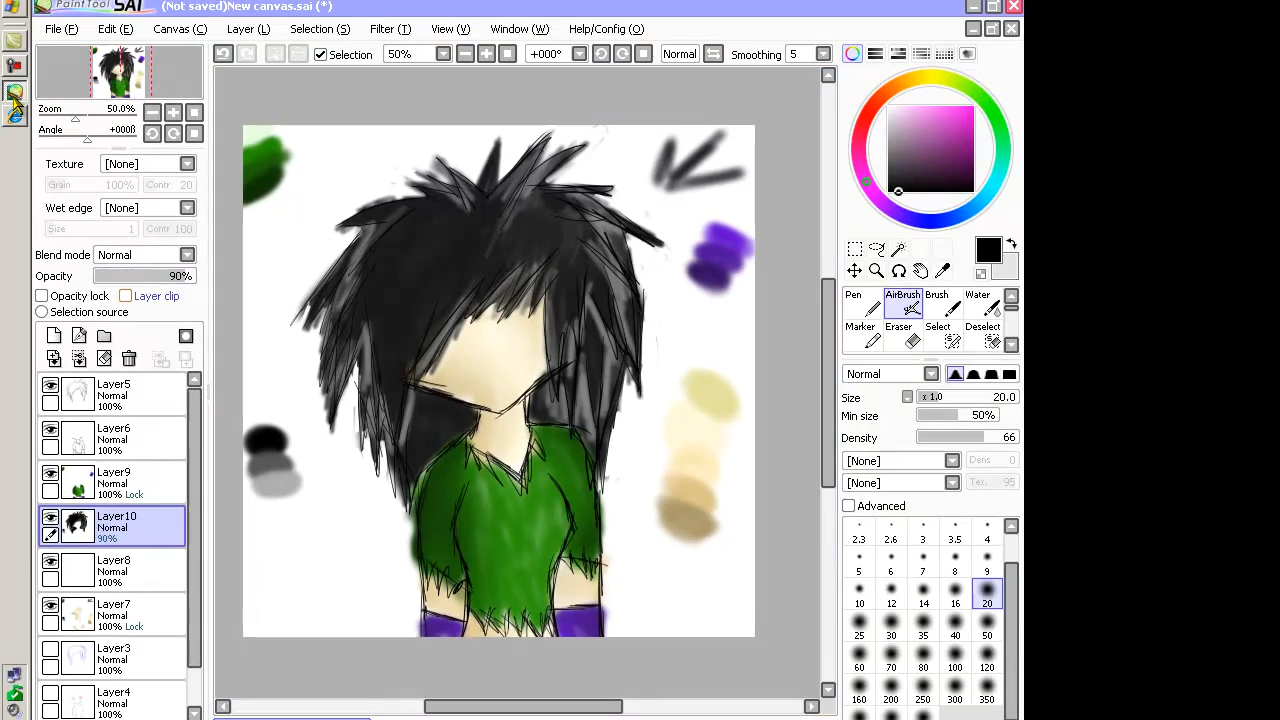 PaintTool SAI (Not saved)New canvas.sai (*)
File (F) Edit (E) Canvas (C) Layer (L) (S) Filter (T) View (V) Window (W) (O)
Selection 50% +000° Normal Smoothing 5
Zoom 50.0%
Angle +000ß
Texture [None]
Grain 100% Contr 20
Wet edge [None]
Size 1 Contr 100
Blend mode Normal
Opacity 90%
Opacity lock Layer clip
Selection source
Layer5
Normal
100%
Layer6
Normal
100%
Layer9
Normal
100% Lock
Layer10
Normal
90%
Layer8
Normal
100%
Layer7
Normal
100% Lock
Layer3
Normal
100%
Layer4
Normal
100%
Pen AirBrush Brush Water
Marker Eraser Select Deselect
Normal
Size x 1.0 20.0
Min size 50%
Density 66
[None] Dens 0
[None] Tex. 95
Advanced
2.3 2.6 3 3.5 4
5 6 7 8 9
10 12 14 16 20
25 30 35 40 50
60 70 80 100 120
160 200 250 300 350